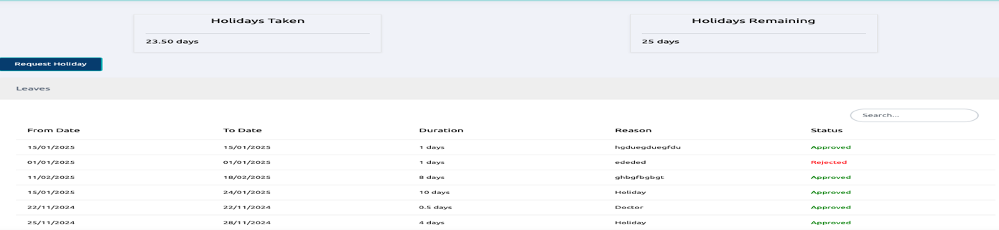 Holidays Taken Holidays Remaining
23.50 days 25 days
Request Holiday
Leaves
Search...
From Date To Date Duration Reason Status
15/01/2025 15/01/2025 1 days hgduegduegfdu Approved
01/01/2025 01/01/2025 1 days ededed Rejected
11/02/2025 18/02/2025 8 days ghbgfbgbgt Approved
15/01/2025 24/01/2025 10 days Holiday Approved
22/11/2024 22/11/2024 0.5 days Doctor Approved
25/11/2024 28/11/2024 4 days Holiday Approved